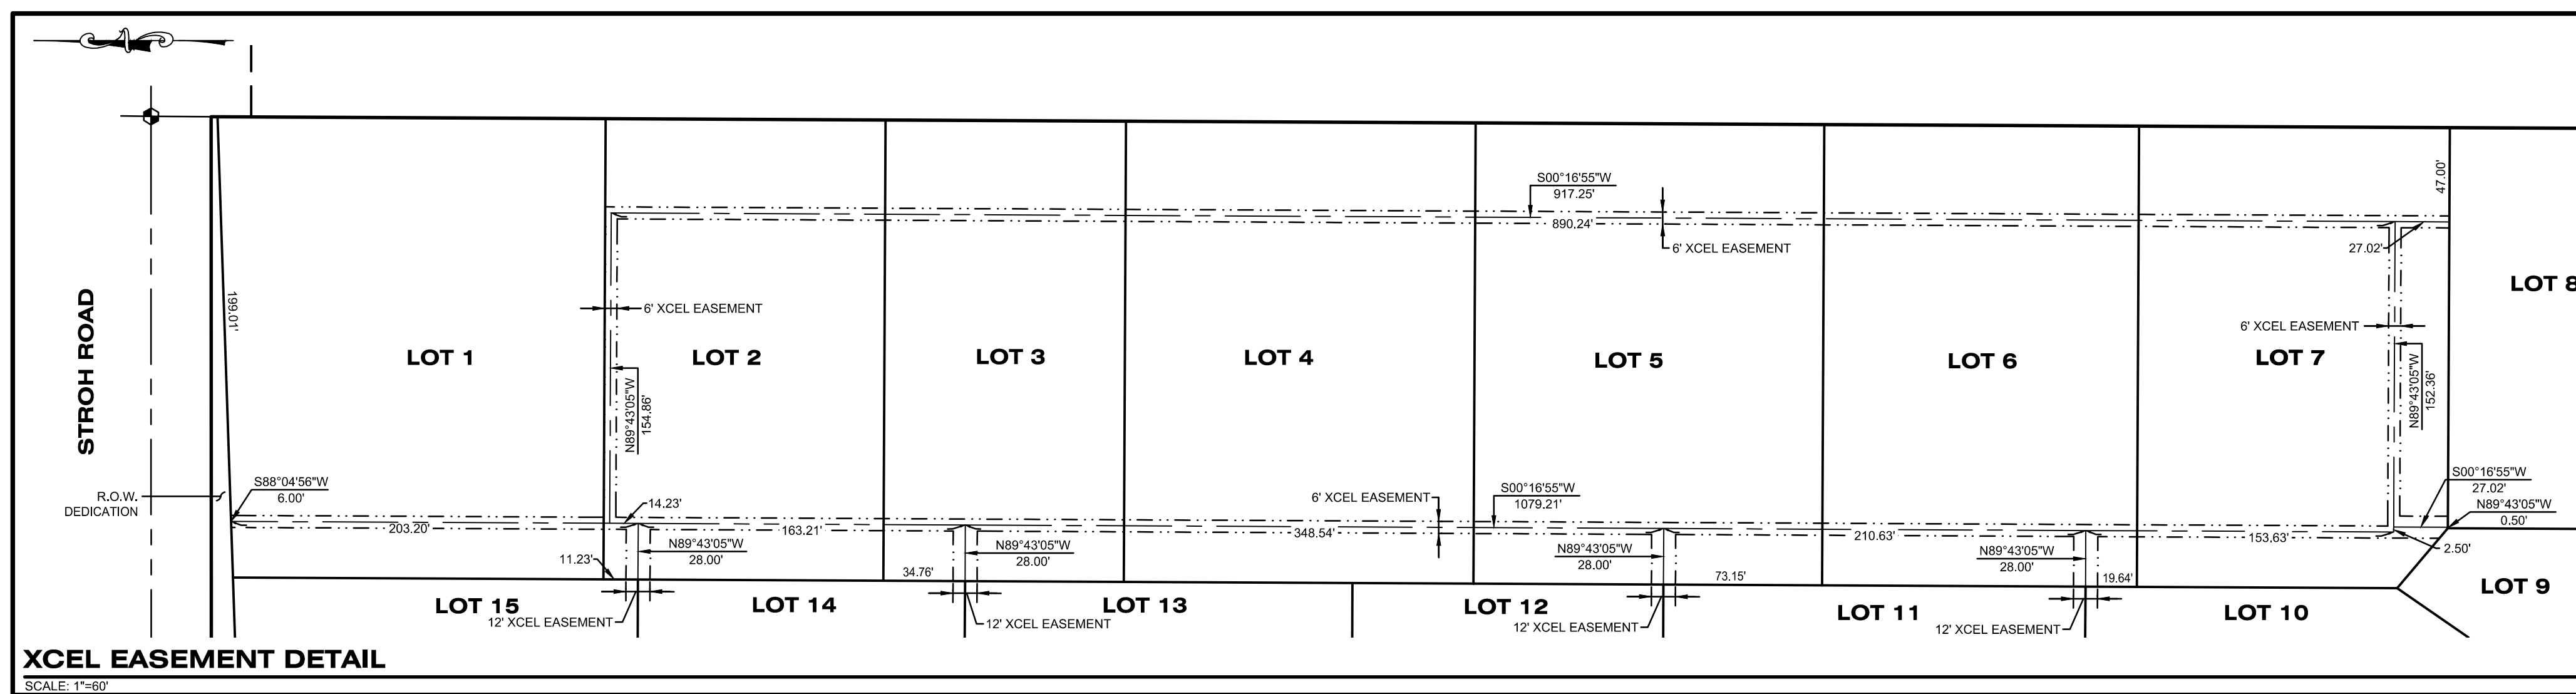 S00°16'55"W
917.25'
890.24'
6' XCEL EASEMENT
47.00'
27.02'
LOT 8
199.01'
6' XCEL EASEMENT
6' XCEL EASEMENT
STROH ROAD
LOT 1
LOT 2
LOT 3
LOT 4
LOT 5
LOT 6
LOT 7
N89°43'05"W
154.86'
N89°43'05"W
152.36'
S88°04'56"W
6.00'
R.O.W.
DEDICATION
14.23'
6' XCEL EASEMENT
S00°16'55"W
1079.21'
S00°16'55"W
27.02'
N89°43'05"W
0.50'
203.20'
163.21'
348.54'
210.63'
153.63'
2.50'
11.23'
N89°43'05"W
28.00'
34.76'
N89°43'05"W
28.00'
N89°43'05"W
28.00'
73.15'
N89°43'05"W
28.00'
19.64'
LOT 9
LOT 15
LOT 14
LOT 13
LOT 12
LOT 11
LOT 10
12' XCEL EASEMENT
12' XCEL EASEMENT
12' XCEL EASEMENT
12' XCEL EASEMENT
XCEL EASEMENT DETAIL
SCALE: 1"=60'